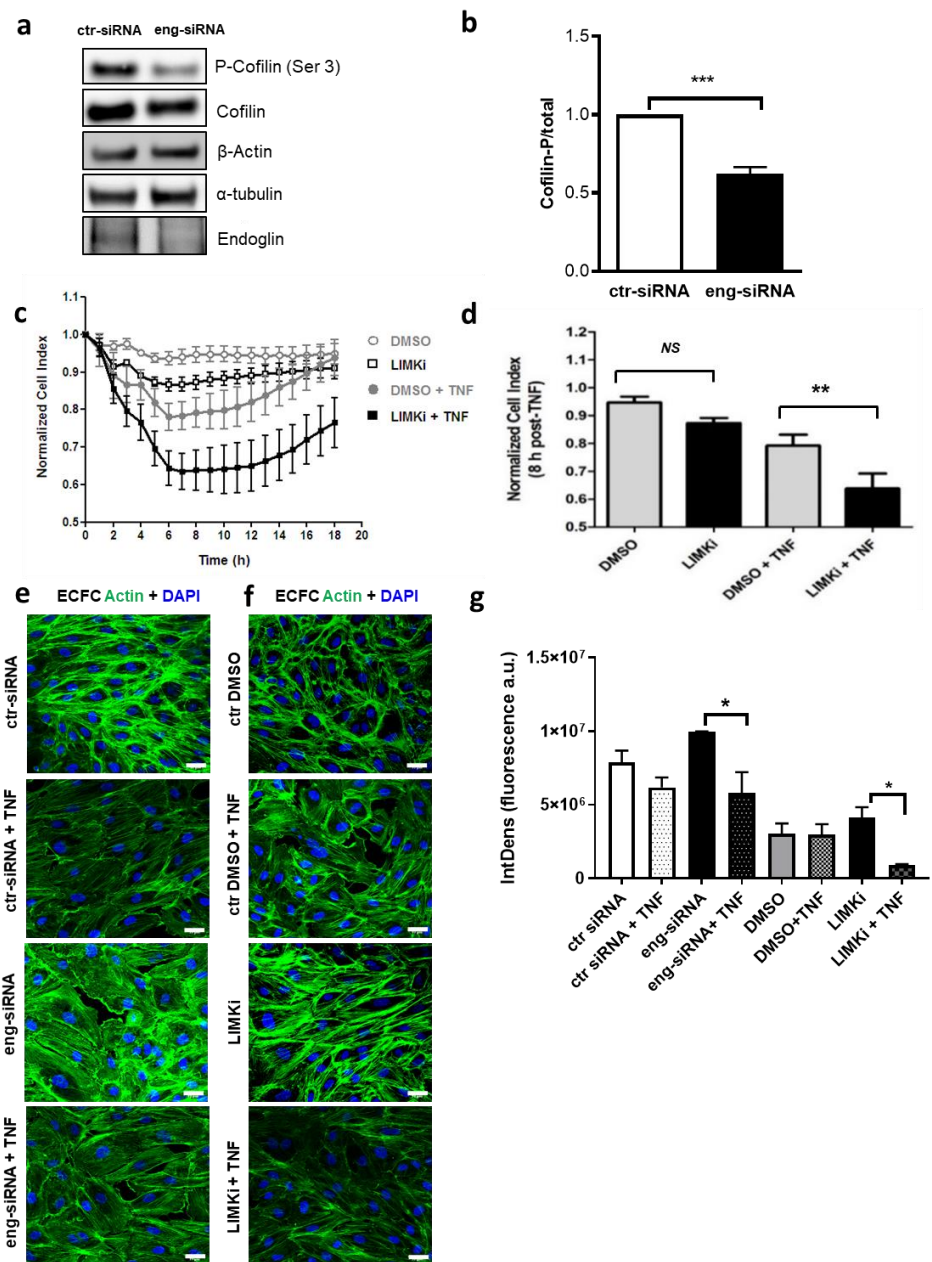 a
ctr-siRNA eng-siRNA
P-Cofilin (Ser 3)
Cofilin
β-Actin
α-tubulin
Endoglin
b
Cofilin-P/total
1.5
1.0
0.5
0.0
***
ctr-siRNA eng-siRNA
c
Normalized Cell Index
1.1
1.0
0.9
0.8
0.7
0.6
0.5
0 2 4 6 8 10 12 14 16 18 20
Time (h)
DMSO
LIMKi
DMSO + TNF
LIMKi + TNF
d
Normalized Cell Index
(8 h post-TNF)
1.2
1.1
1.0
0.9
0.8
0.7
0.6
0.5
NS
**
DMSO
LIMKi
DMSO + TNF
LIMKi + TNF
e
ECFC Actin + DAPI
ctr-siRNA
ctr-siRNA + TNF
eng-siRNA
eng-siRNA + TNF
f
ECFC Actin + DAPI
ctr DMSO
ctr DMSO + TNF
LIMKi
LIMKi + TNF
g
IntDens (fluorescence a.u.)
1.5×10⁷
1×10⁷
5×10⁶
0
*
*
ctr siRNA
ctr siRNA + TNF
eng-siRNA
eng-siRNA+ TNF
DMSO
DMSO+TNF
LIMKi
LIMKi + TNF